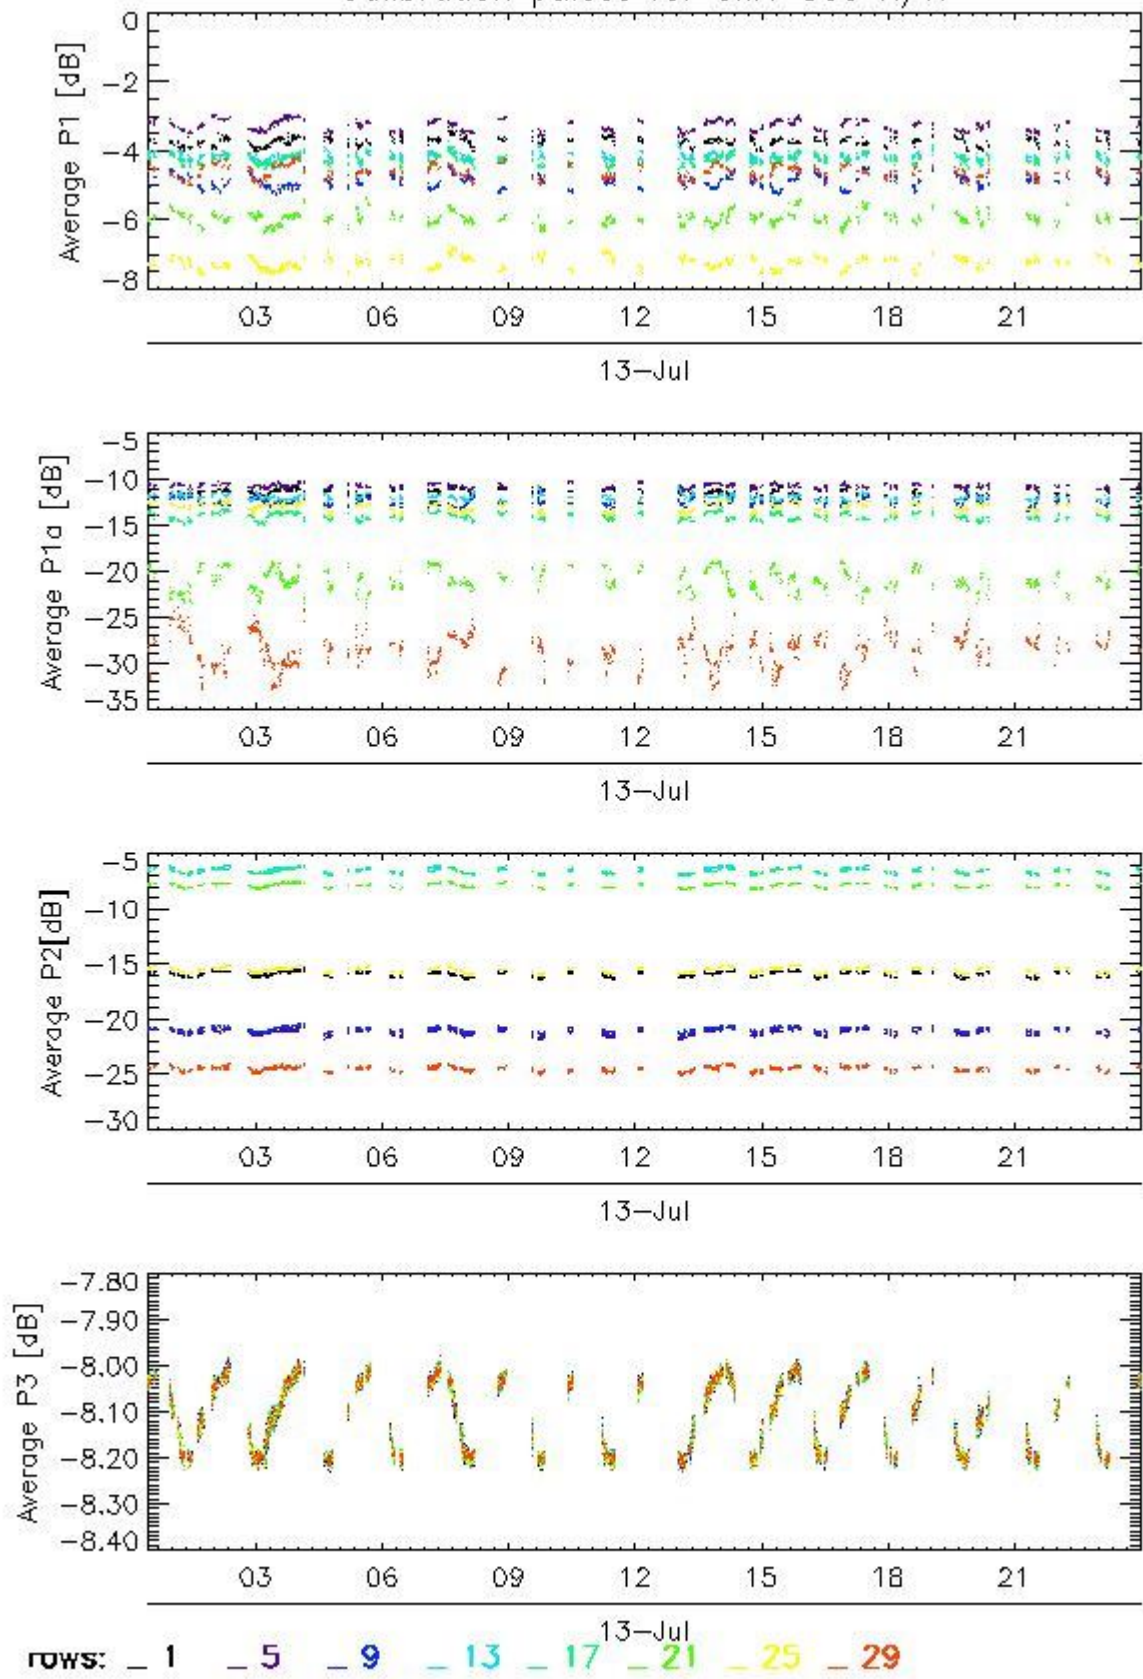 0
−2
−4
−6
−8
Average P1 [dB]
03 06 09 12 15 18 21
13−Jul
−5
−10
−15
−20
−25
−30
−35
Average P1a [dB]
03 06 09 12 15 18 21
13−Jul
−5
−10
−15
−20
−25
−30
Average P2[dB]
03 06 09 12 15 18 21
13−Jul
−7.80
−7.90
−8.00
−8.10
−8.20
−8.30
−8.40
Average P3 [dB]
03 06 09 12 15 18 21
13−Jul
rows: _ 1 _ 5 _ 9 _ 13 _ 17 _ 21 _ 25 _ 29